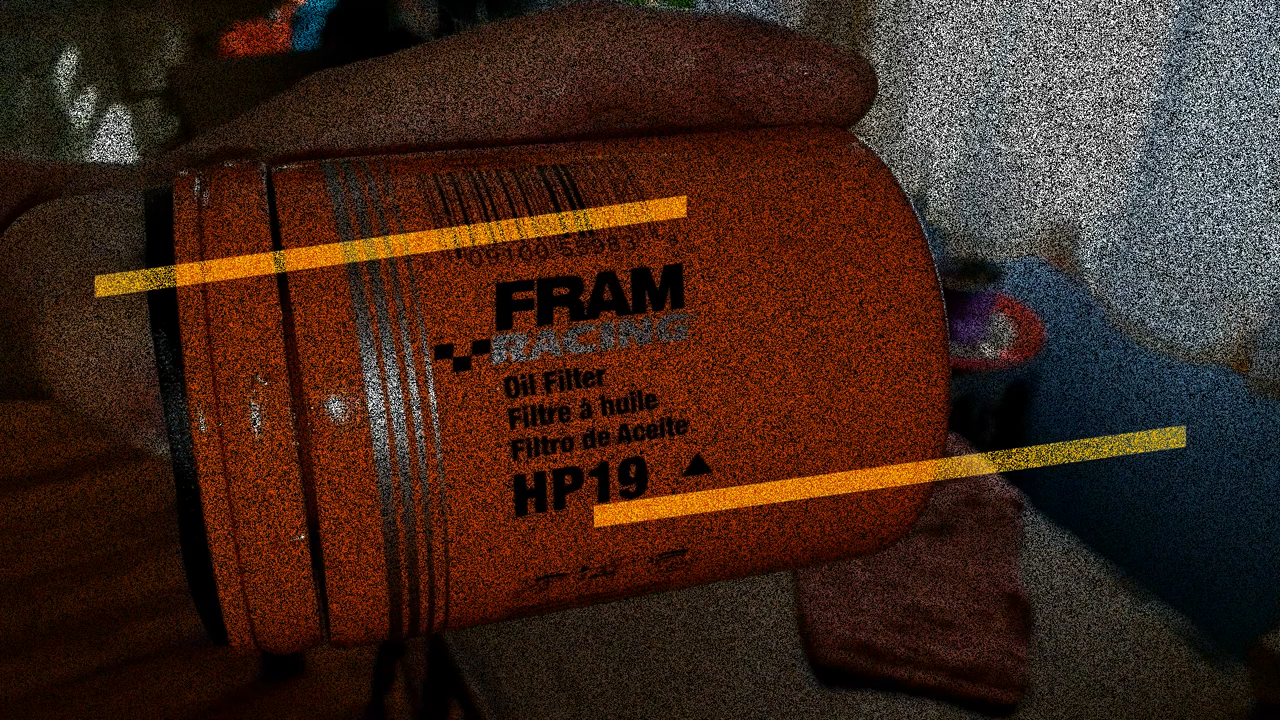 FRAM
RACING
Oil Filter
Filtre à huile
Filtro de Aceite
HP19